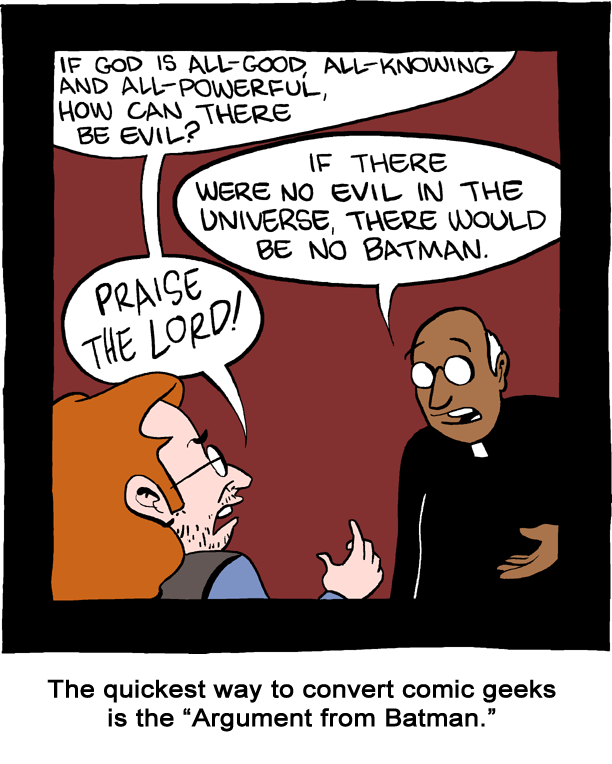 IF GOD IS ALL-GOOD, ALL-KNOWING
AND ALL-POWERFUL,
HOW CAN THERE
BE EVIL?
IF THERE
WERE NO EVIL IN THE
UNIVERSE, THERE WOULD
BE NO BATMAN.
PRAISE
THE LORD!
The quickest way to convert comic geeks
is the “Argument from Batman.”